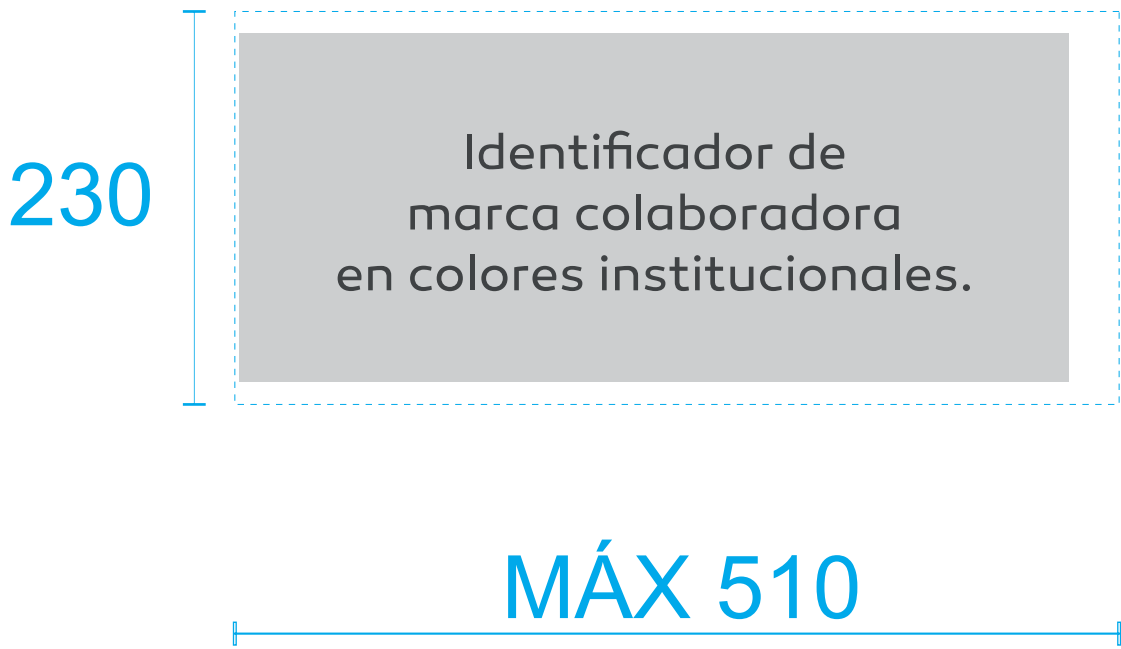 Identificador de
230
marca colaboradora
en colores institucionales.
MÁX 510